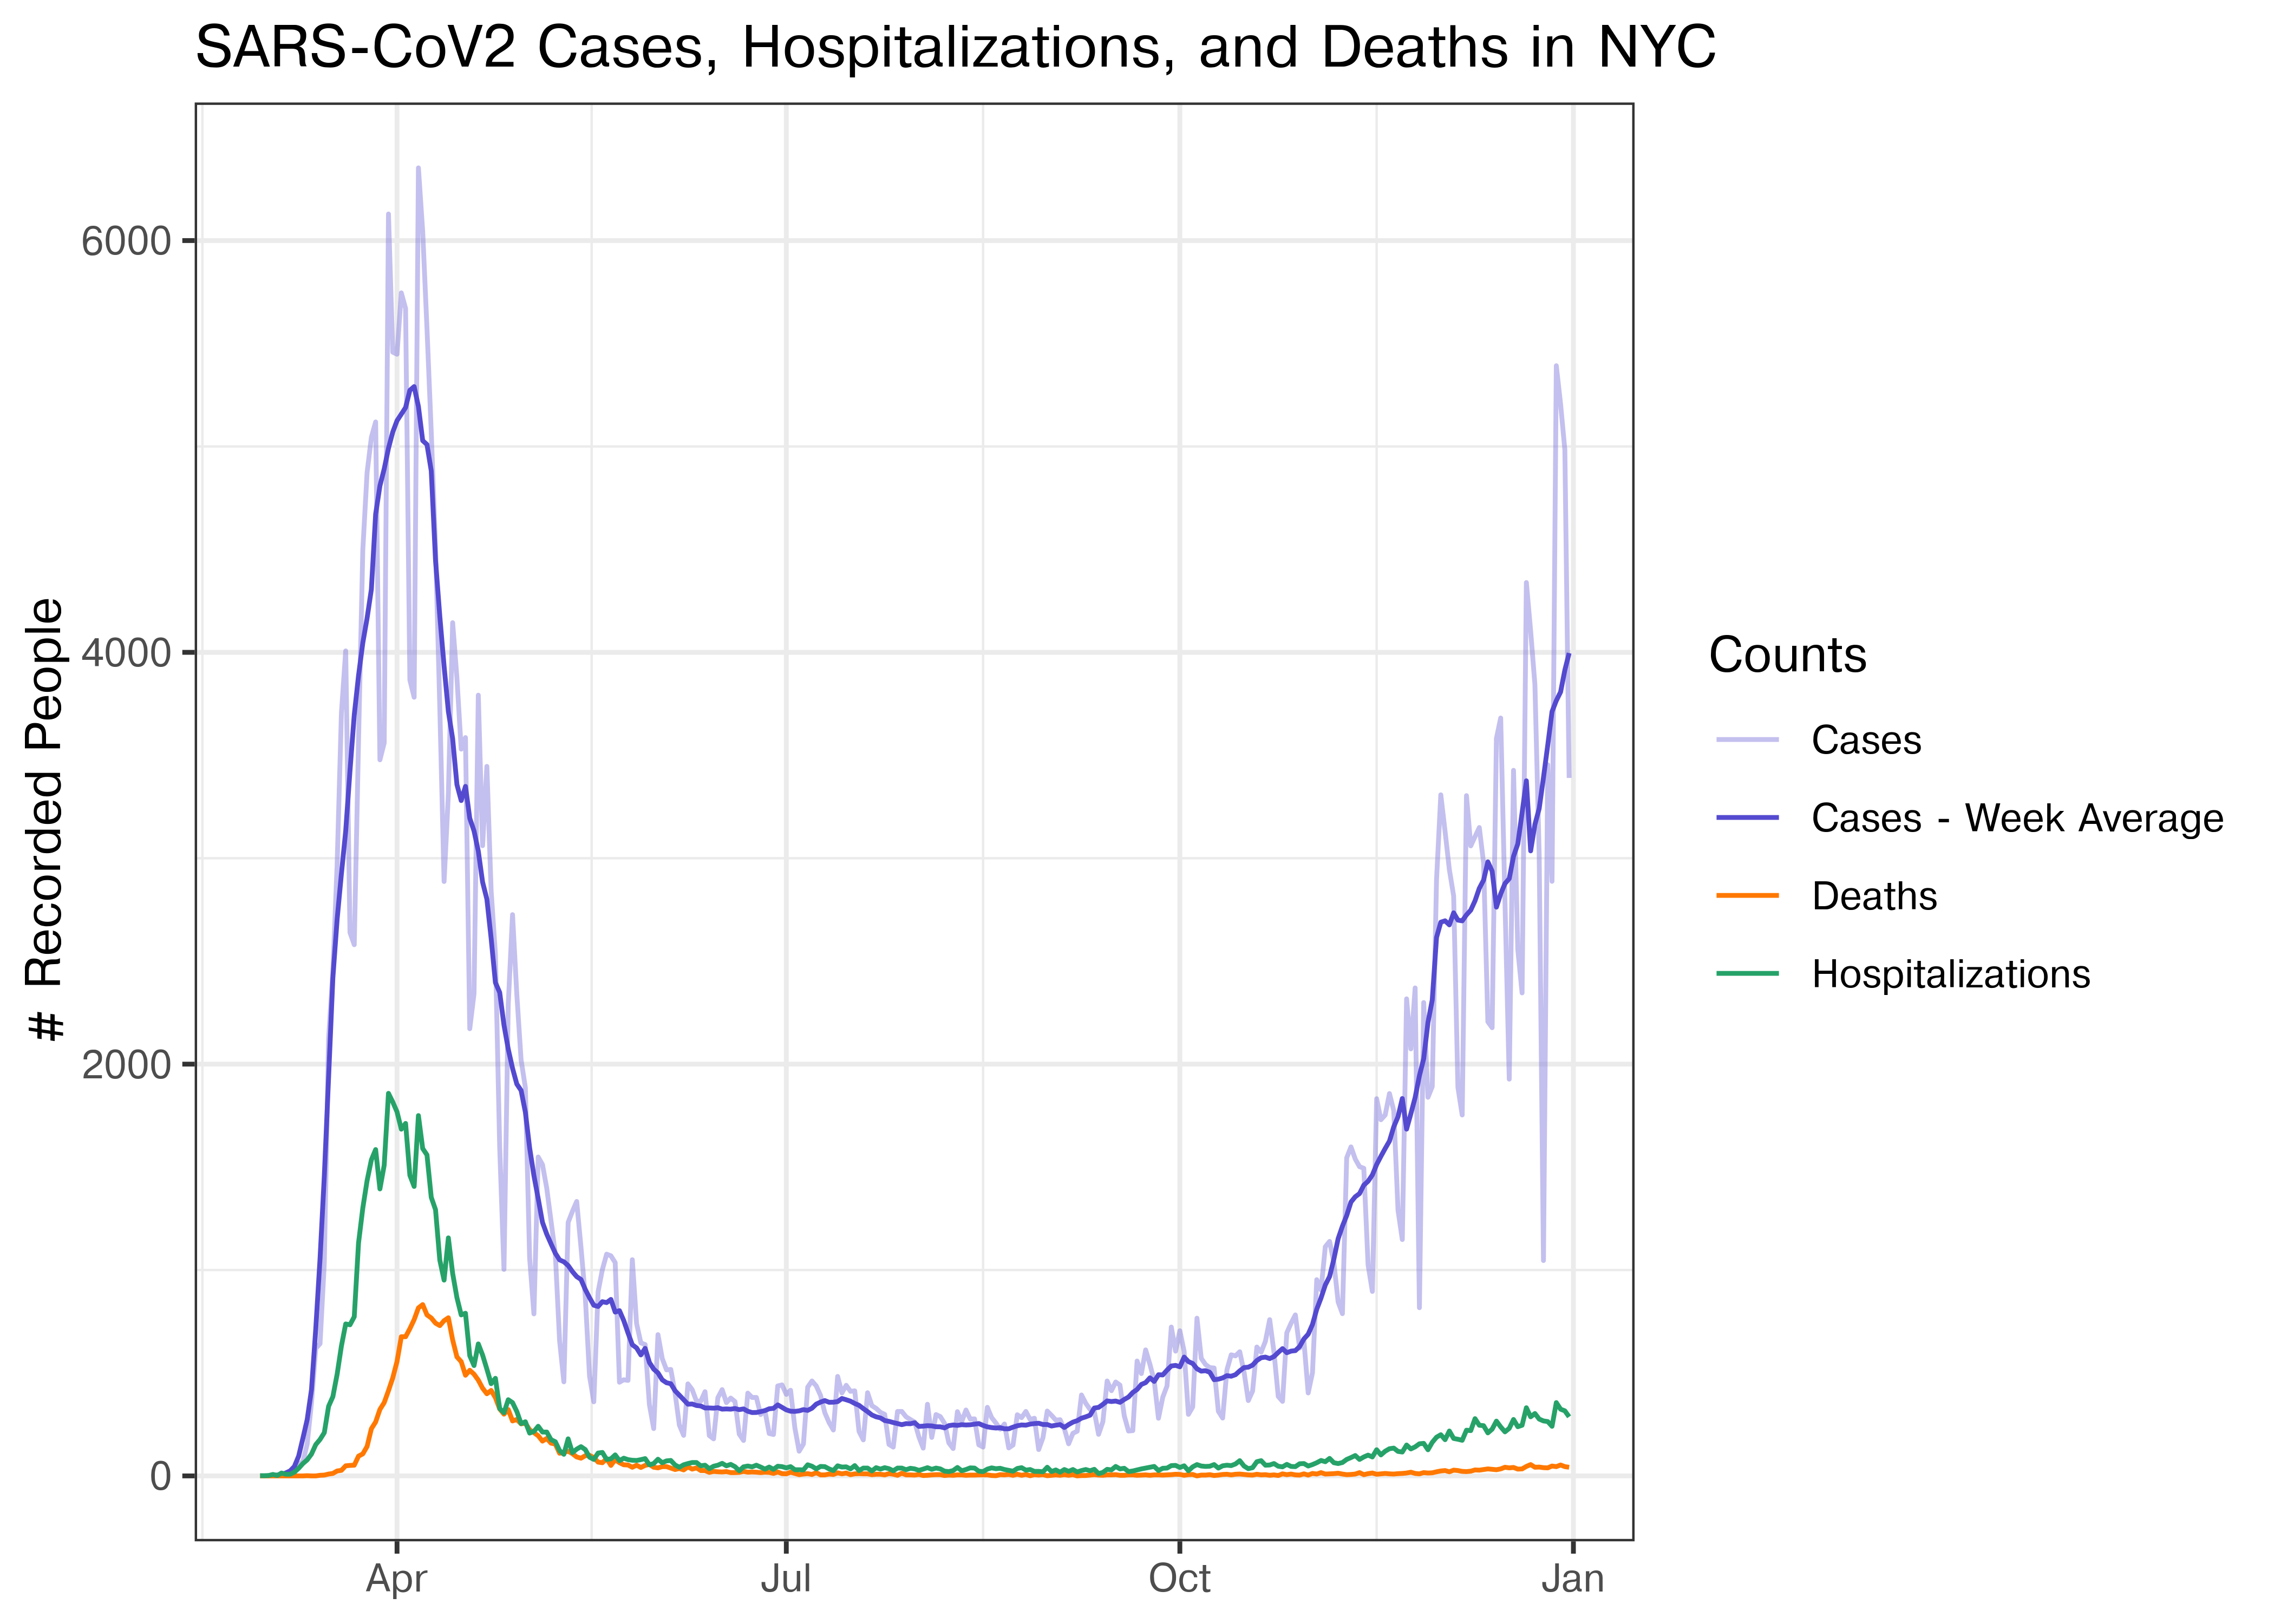 SARS-CoV2 Cases, Hospitalizations, and Deaths in NYC
# Recorded People
6000
4000
2000
0
Apr
Jul
Oct
Jan
Counts
Cases
Cases - Week Average
Deaths
Hospitalizations